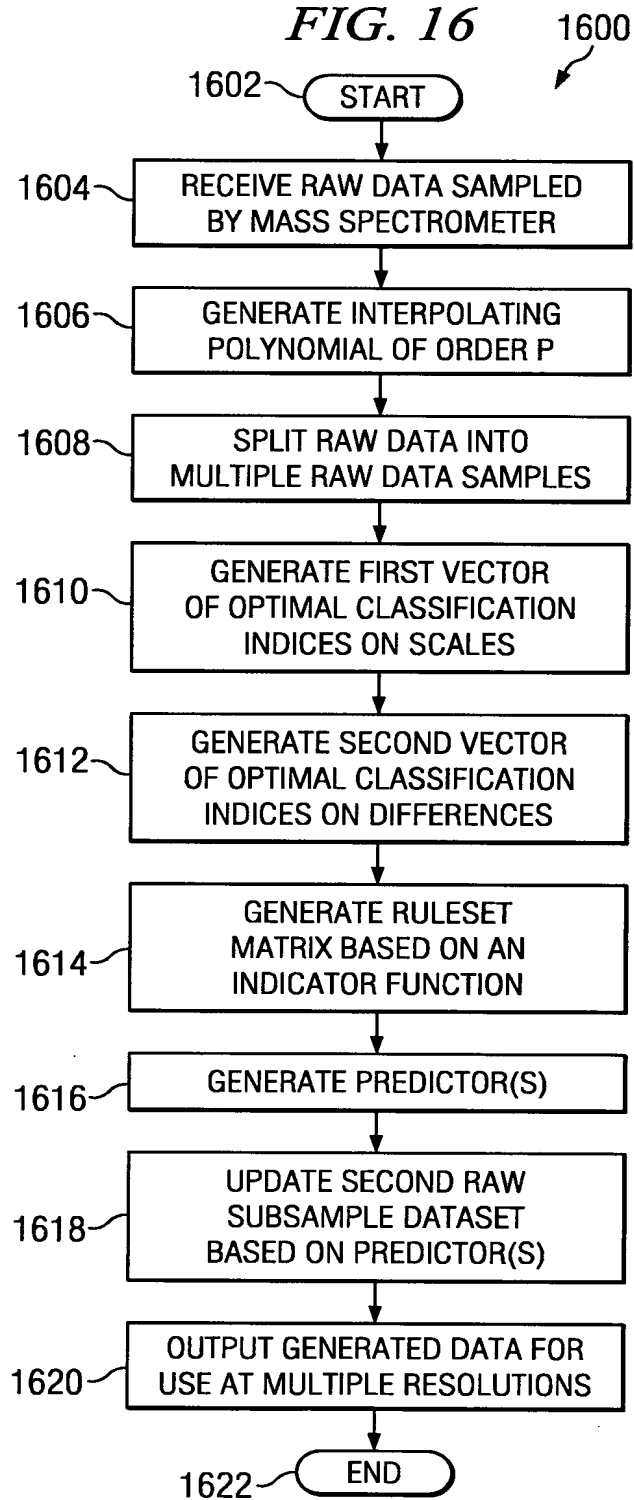 FIG. 16
1600
1602
START
1604
RECEIVE RAW DATA SAMPLED
BY MASS SPECTROMETER
1606
GENERATE INTERPOLATING
POLYNOMIAL OF ORDER P
1608
SPLIT RAW DATA INTO
MULTIPLE RAW DATA SAMPLES
1610
GENERATE FIRST VECTOR
OF OPTIMAL CLASSIFICATION
INDICES ON SCALES
1612
GENERATE SECOND VECTOR
OF OPTIMAL CLASSIFICATION
INDICES ON DIFFERENCES
1614
GENERATE RULESET
MATRIX BASED ON AN
INDICATOR FUNCTION
1616
GENERATE PREDICTOR(S)
1618
UPDATE SECOND RAW
SUBSAMPLE DATASET
BASED ON PREDICTOR(S)
1620
OUTPUT GENERATED DATA FOR
USE AT MULTIPLE RESOLUTIONS
1622
END